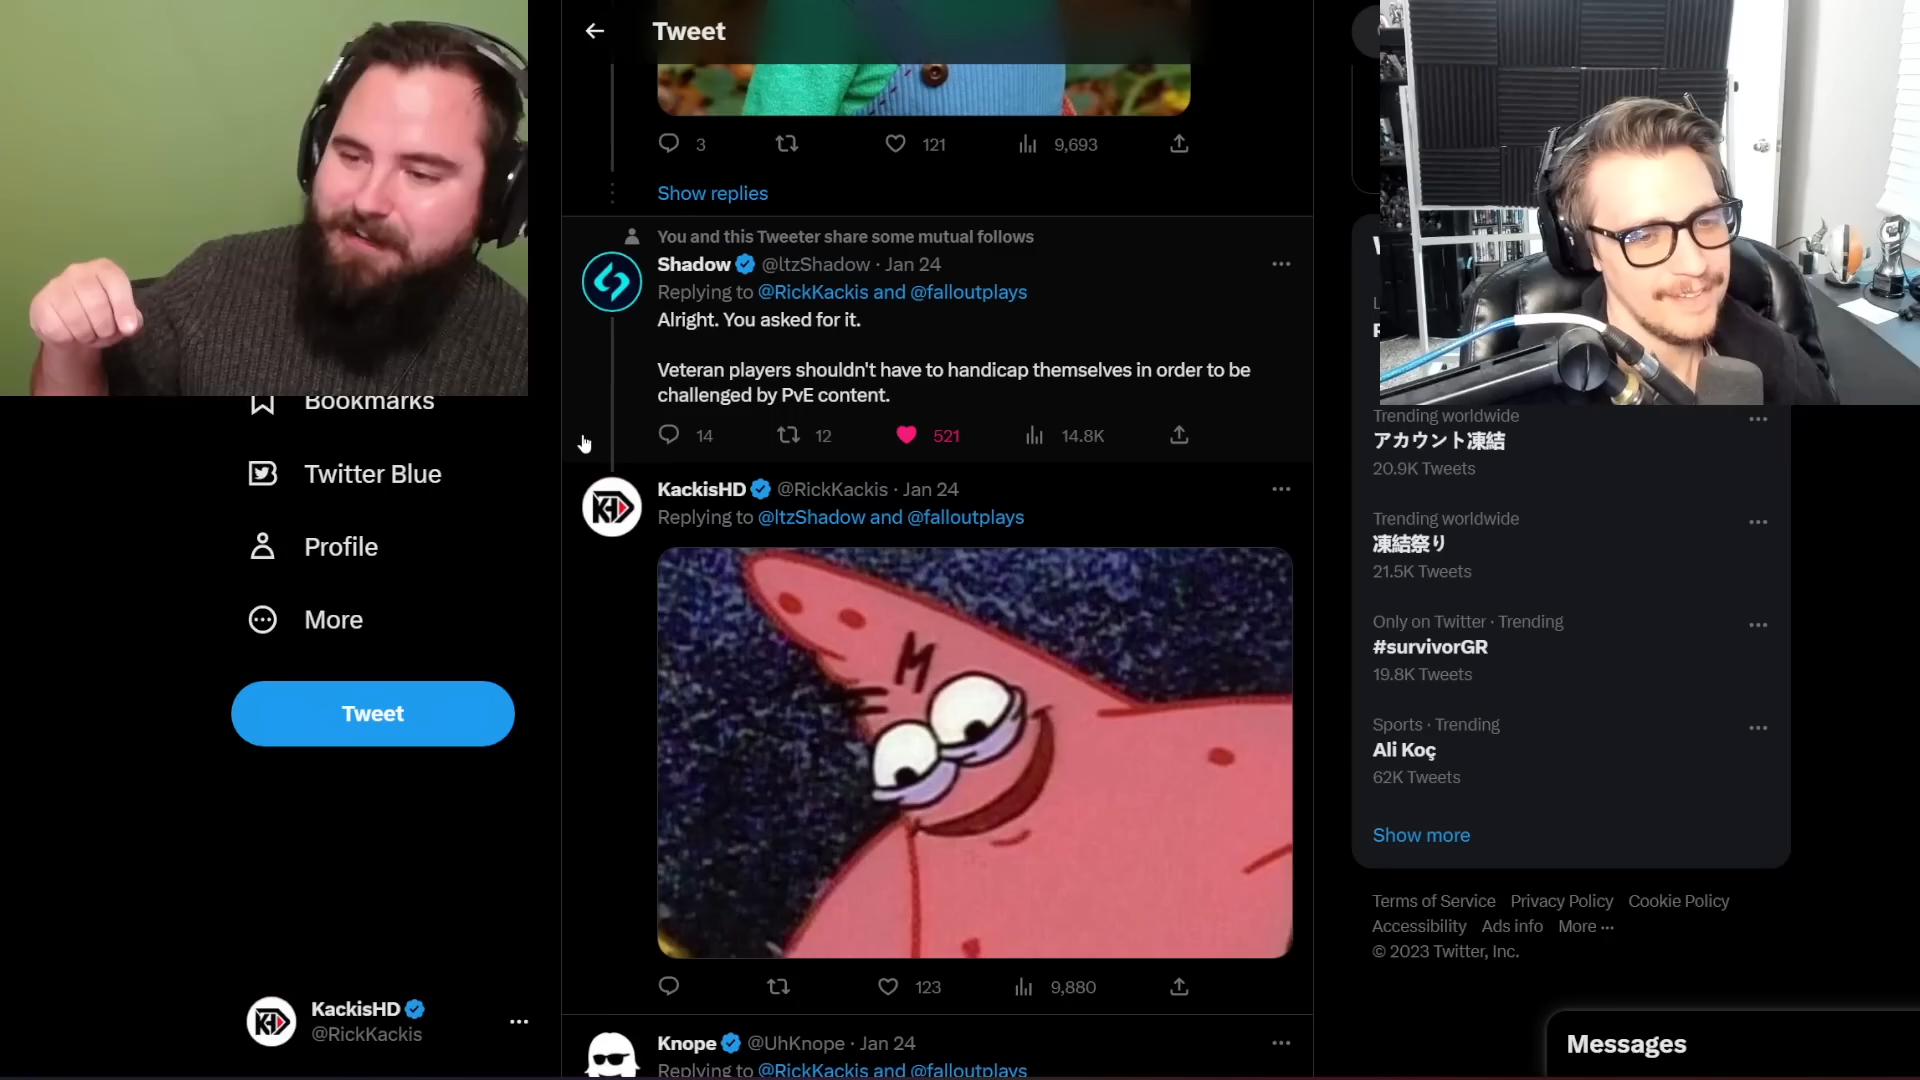 Tweet
3
121
9,693
Show replies
You and this Tweeter share some mutual follows
Shadow @ltzShadow · Jan 24
Replying to @RickKackis and @falloutplays
Alright. You asked for it.
Veteran players shouldn't have to handicap themselves in order to be
challenged by PvE content.
14
12
521
14.8K
KackisHD @RickKackis · Jan 24
Replying to @ltzShadow and @falloutplays
123
9,880
Knope @UhKnope · Jan 24
Replying to @RickKackis and @falloutplays
Bookmarks
Twitter Blue
Profile
More
Tweet
KackisHD
@RickKackis
Trending worldwide
アカウント凍結
20.9K Tweets
Trending worldwide
凍結祭り
21.5K Tweets
Only on Twitter · Trending
#survivorGR
19.8K Tweets
Sports · Trending
Ali Koç
62K Tweets
Show more
Terms of Service Privacy Policy Cookie Policy
Accessibility Ads info More ···
© 2023 Twitter, Inc.
Messages